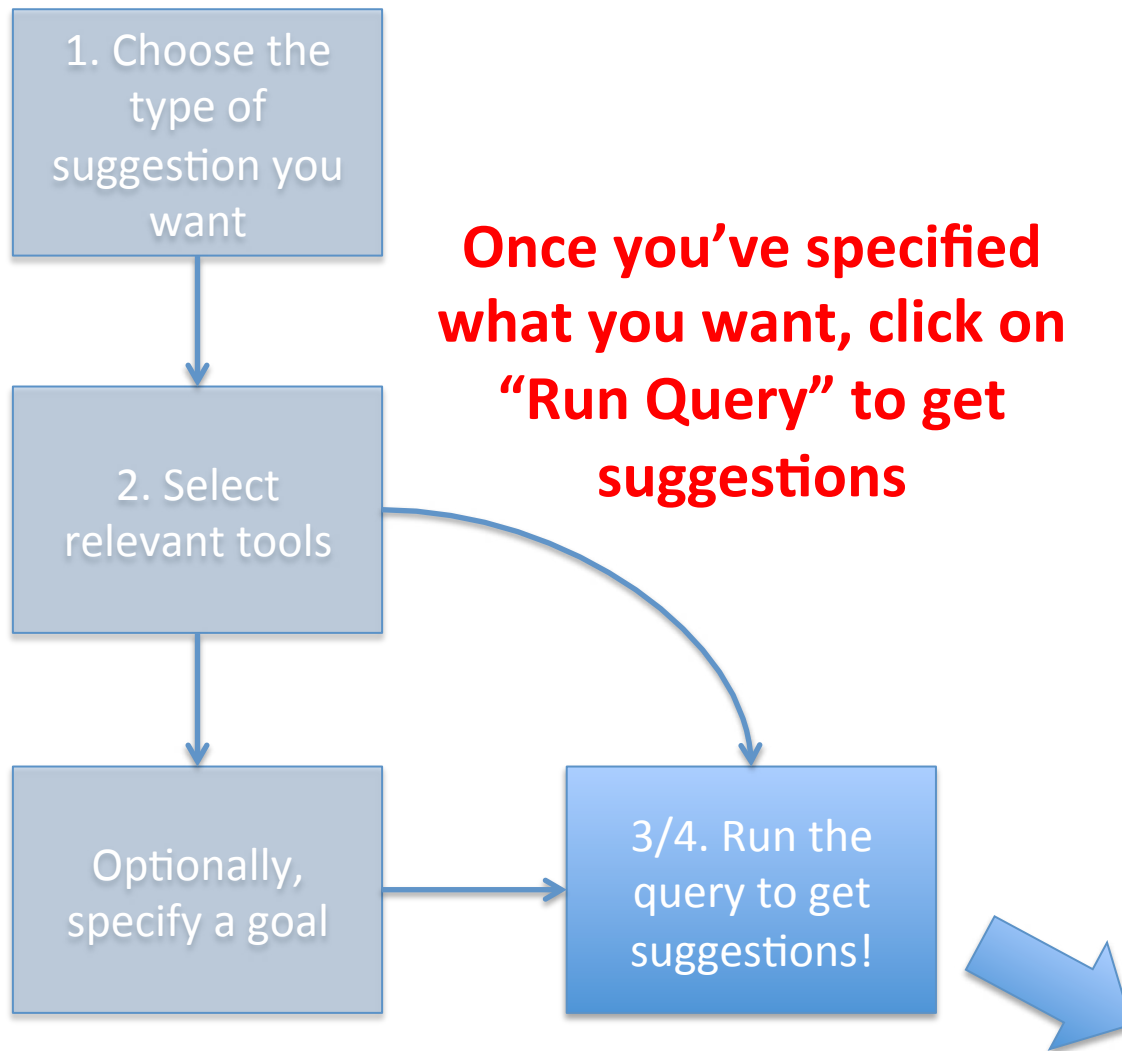 1. Choose the
type of
suggestion you
want
Once you’ve specified
what you want, click on
“Run Query” to get
suggestions
2. Select
relevant tools
Optionally,
specify a goal
3/4. Run the
query to get
suggestions!